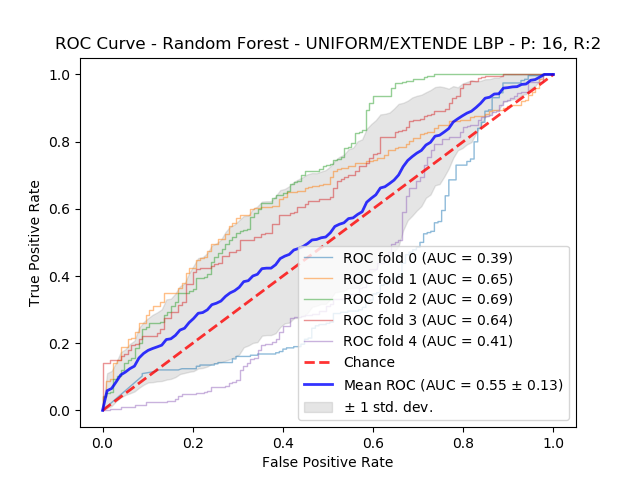 ROC Curve - Random Forest - UNIFORM/EXTENDE LBP - P: 16, R:2
True Positive Rate
1.0
0.8
0.6
0.4
0.2
0.0
ROC fold 0 (AUC = 0.39)
ROC fold 1 (AUC = 0.65)
ROC fold 2 (AUC = 0.69)
ROC fold 3 (AUC = 0.64)
ROC fold 4 (AUC = 0.41)
Chance
Mean ROC (AUC = 0.55 ± 0.13)
± 1 std. dev.
0.0 0.2 0.4 0.6 0.8 1.0
False Positive Rate